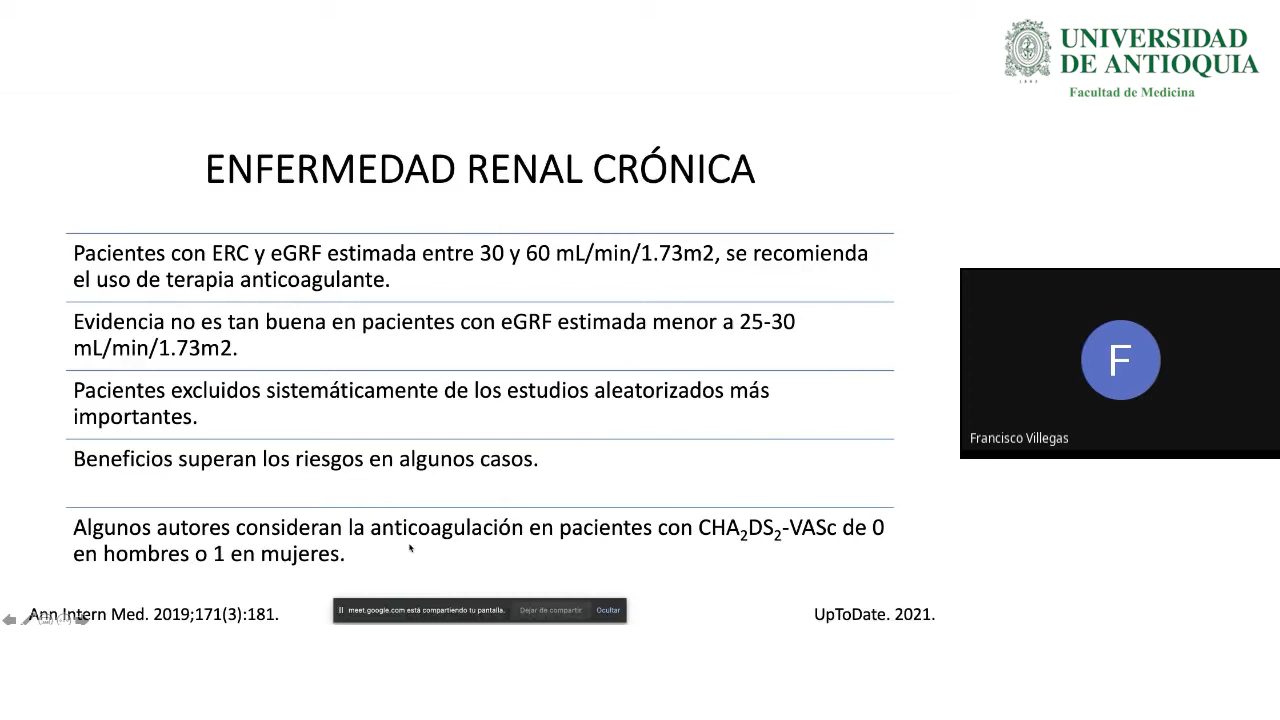 UNIVERSIDAD
DE ANTIOQUIA
1803
Facultad de Medicina
ENFERMEDAD RENAL CRÓNICA
Pacientes con ERC y eGRF estimada entre 30 y 60 mL/min/1.73m2, se recomienda
el uso de terapia anticoagulante.
Evidencia no es tan buena en pacientes con eGRF estimada menor a 25-30
mL/min/1.73m2.
Pacientes excluidos sistemáticamente de los estudios aleatorizados más
importantes.
Beneficios superan los riesgos en algunos casos.
Algunos autores consideran la anticoagulación en pacientes con CHA₂DS₂-VASc de 0
en hombres o 1 en mujeres.
F
Francisco Villegas
Ann Intern Med. 2019;171(3):181.
meet.google.com está compartiendo tu pantalla. Dejar de compartir Ocultar
UpToDate. 2021.